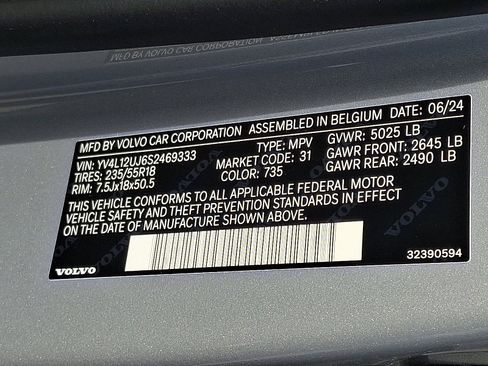 MFD BY VOLVO CAR CORPORATION ASSEMBLED IN BELGIUM DATE: 06/24
VIN: YV4L12UJ6S2469333 TYPE: MPV GVWR: 5025 LB
TIRES: 235/55R18 MARKET CODE: 31 GAWR FRONT: 2645 LB
RIM: 7.5Jx18x50.5 COLOR: 735 GAWR REAR: 2490 LB
THIS VEHICLE CONFORMS TO ALL APPLICABLE FEDERAL MOTOR
VEHICLE SAFETY AND THEFT PREVENTION STANDARDS IN EFFECT
ON THE DATE OF MANUFACTURE SHOWN ABOVE.
VOLVO 32390594